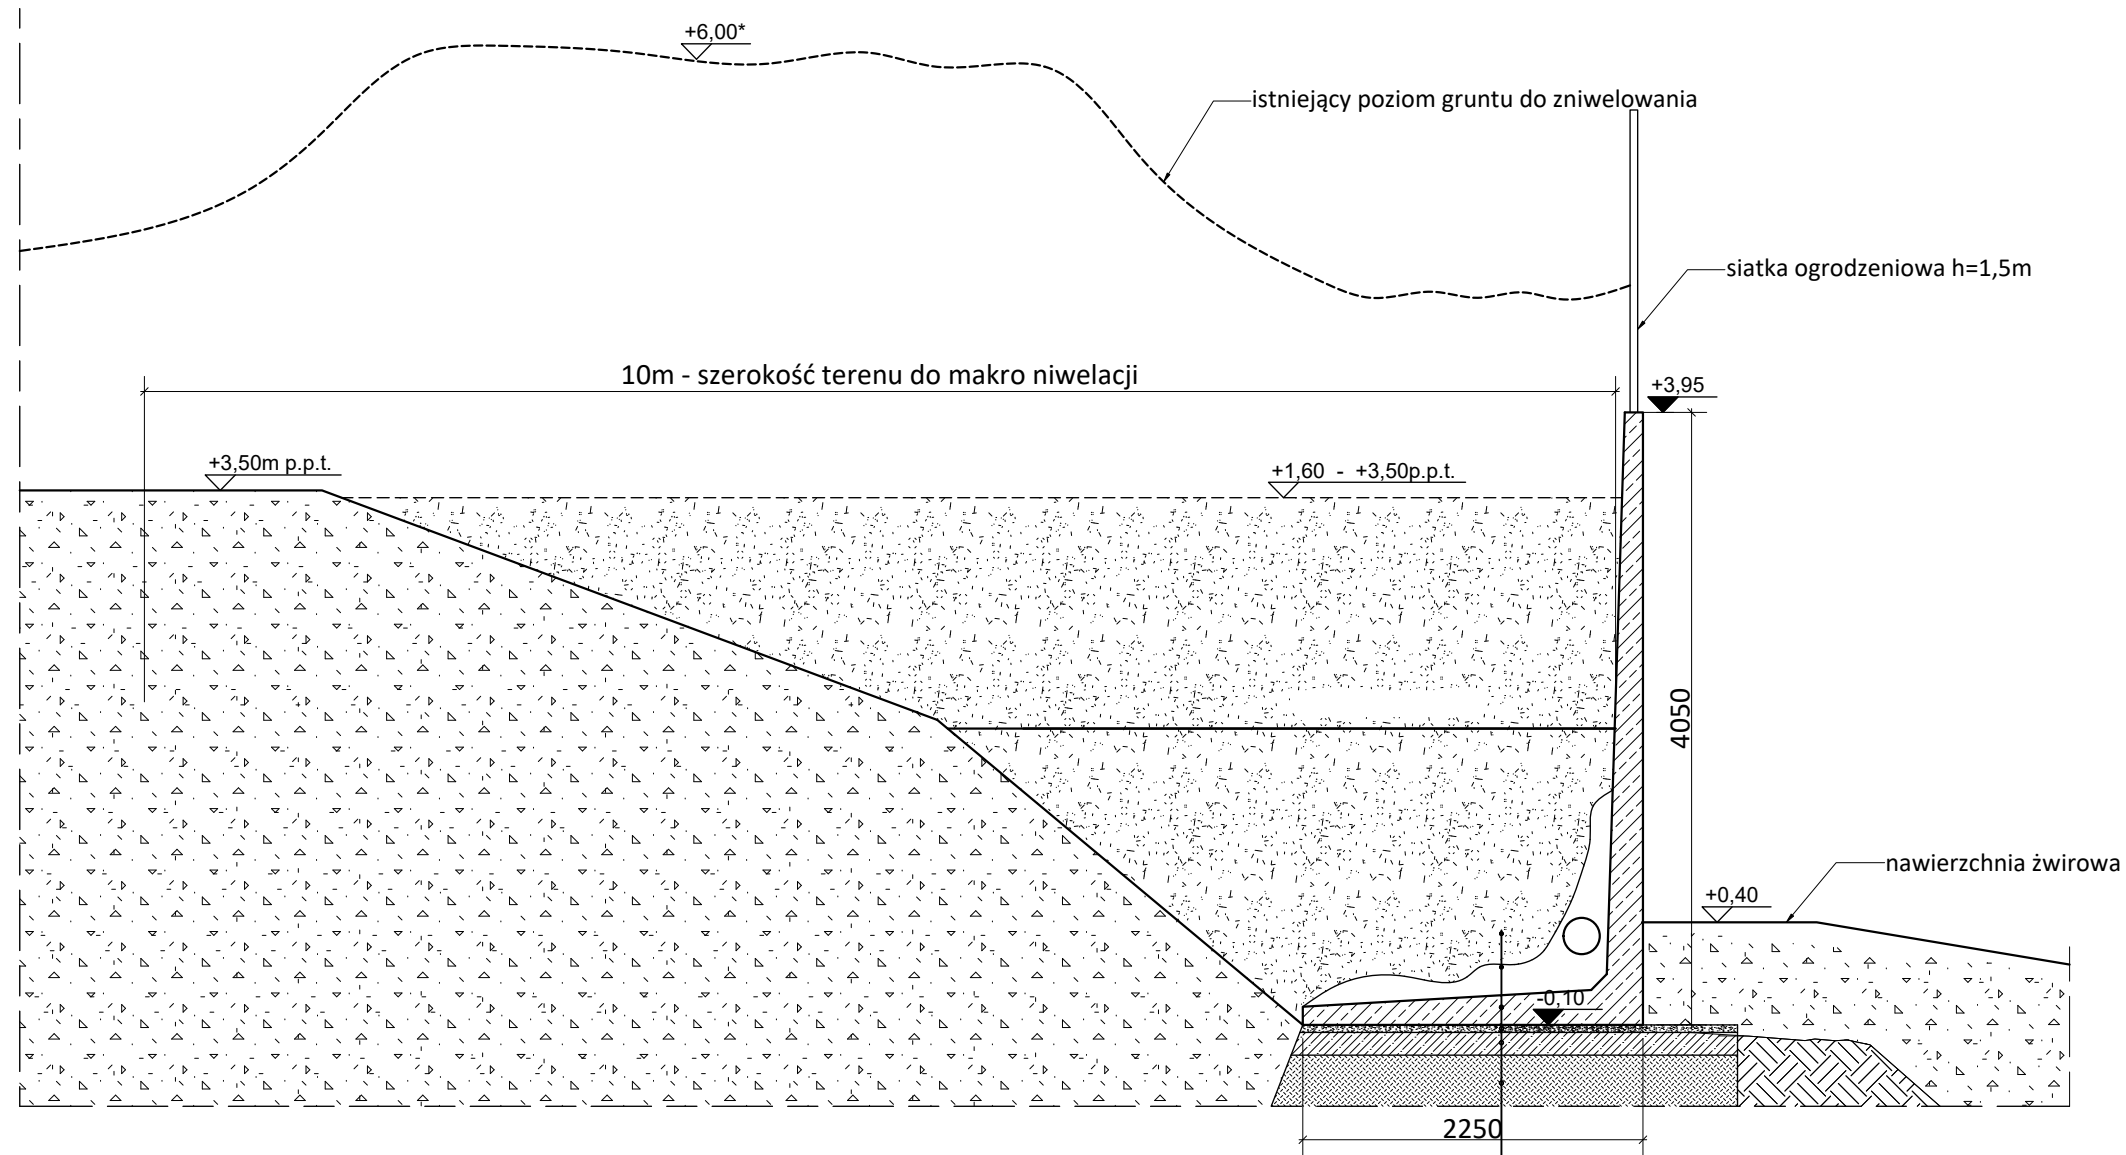 +6,00*
istniejący poziom gruntu do zniwelowania
siatka ogrodzeniowa h=1,5m
10m - szerokość terenu do makro niwelacji
+3,95
+3,50m p.p.t.
+1,60 - +3,50p.p.t.
4050
nawierzchnia żwirowa
+0,40
-0,10
2250